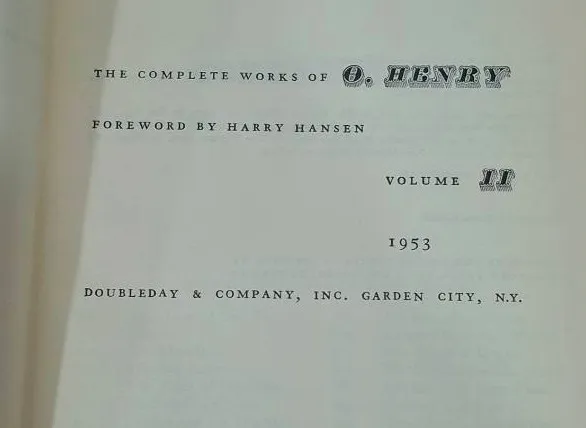 THE COMPLETE WORKS OF O. HENRY
FOREWORD BY HARRY HANSEN
VOLUME II
1953
DOUBLEDAY & COMPANY, INC. GARDEN CITY, N.Y.